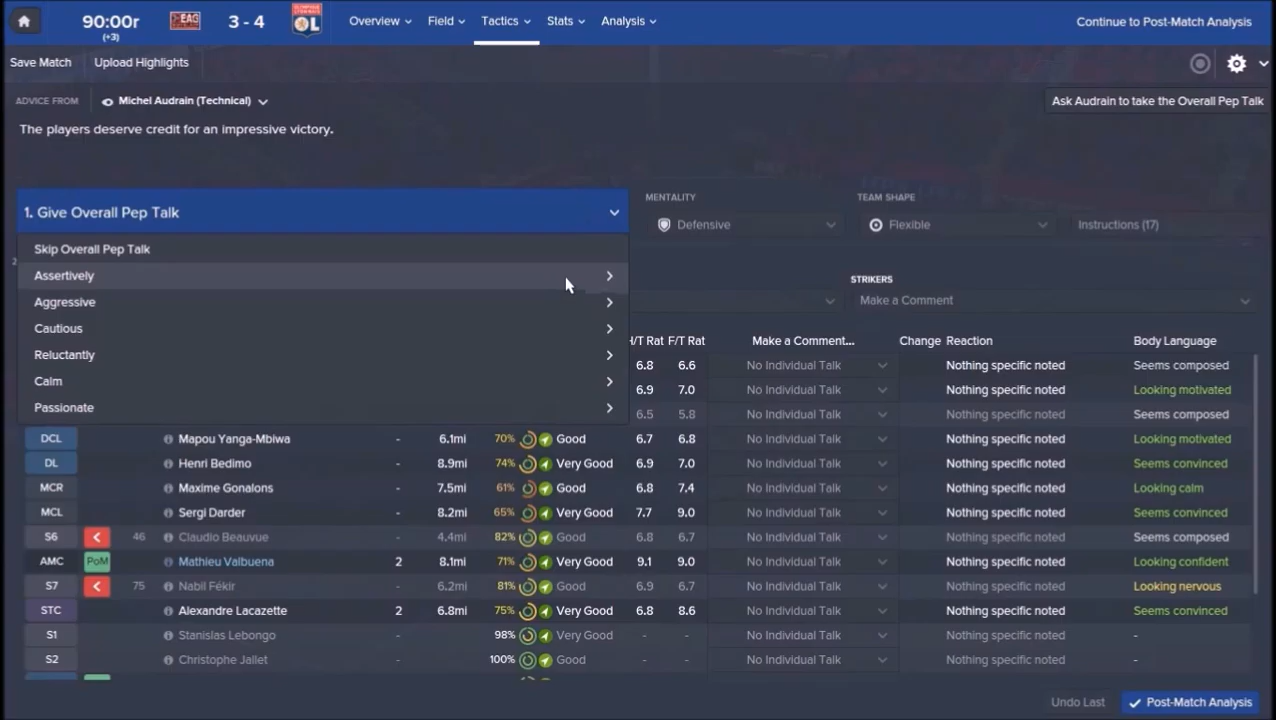 90:00r EAG 3 - 4 OL Overview Field Tactics Stats Analysis Continue to Post-Match Analysis
(+3)
Save Match Upload Highlights
ADVICE FROM Michel Audrain (Technical) Ask Audrain to take the Overall Pep Talk
The players deserve credit for an impressive victory.
MENTALITY TEAM SHAPE
1. Give Overall Pep Talk Defensive Flexible Instructions (17)
Skip Overall Pep Talk
2
Assertively STRIKERS
Aggressive Make a Comment
Cautious
H/T Rat F/T Rat Make a Comment... Change Reaction Body Language
Reluctantly 6.8 6.6 No Individual Talk Nothing specific noted Seems composed
Calm 6.9 7.0 No Individual Talk Nothing specific noted Looking motivated
Passionate 6.5 5.8 No Individual Talk Nothing specific noted Seems composed
DCL Mapou Yanga-Mbiwa - 6.1mi 70% Good 6.7 6.8 No Individual Talk Nothing specific noted Looking motivated
DL Henri Bedimo - 8.9mi 74% Very Good 6.9 7.0 No Individual Talk Nothing specific noted Seems convinced
MCR Maxime Gonalons - 7.5mi 61% Good 6.8 7.4 No Individual Talk Nothing specific noted Looking calm
MCL Sergi Darder - 8.2mi 65% Very Good 7.7 9.0 No Individual Talk Nothing specific noted Seems convinced
S6 46 Claudio Beauvue - 4.4mi 82% Good 6.8 6.7 No Individual Talk Nothing specific noted Seems composed
AMC PoM Mathieu Valbuena 2 8.1mi 71% Very Good 9.1 9.0 No Individual Talk Nothing specific noted Looking confident
S7 75 Nabil Fékir - 6.2mi 81% Good 6.9 6.7 No Individual Talk Nothing specific noted Looking nervous
STC Alexandre Lacazette 2 6.8mi 75% Very Good 6.8 8.6 No Individual Talk Nothing specific noted Seems convinced
S1 Stanislas Lebongo - 98% Very Good - - No Individual Talk Nothing specific noted -
S2 Christophe Jallet - 100% Good - - No Individual Talk Nothing specific noted -
Undo Last Post-Match Analysis